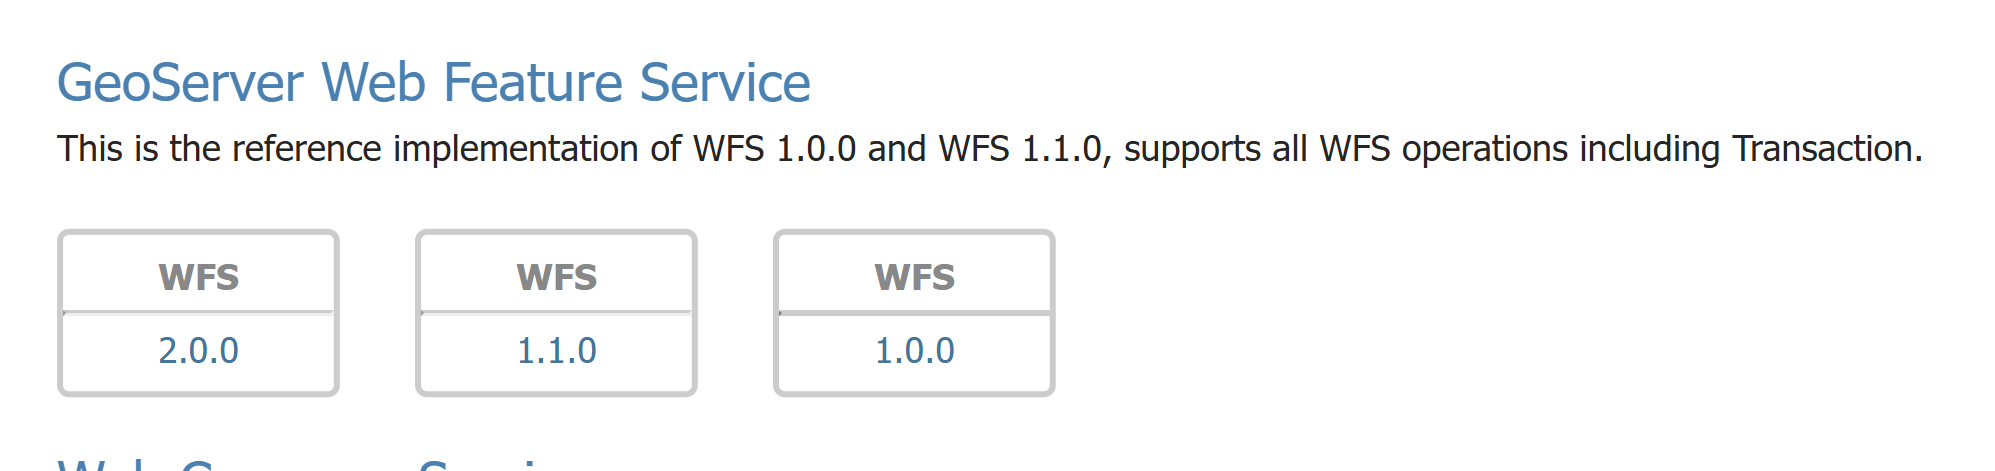 GeoServer Web Feature Service
This is the reference implementation of WFS 1.0.0 and WFS 1.1.0, supports all WFS operations including Transaction.
WFS WFS WFS
2.0.0 1.1.0 1.0.0